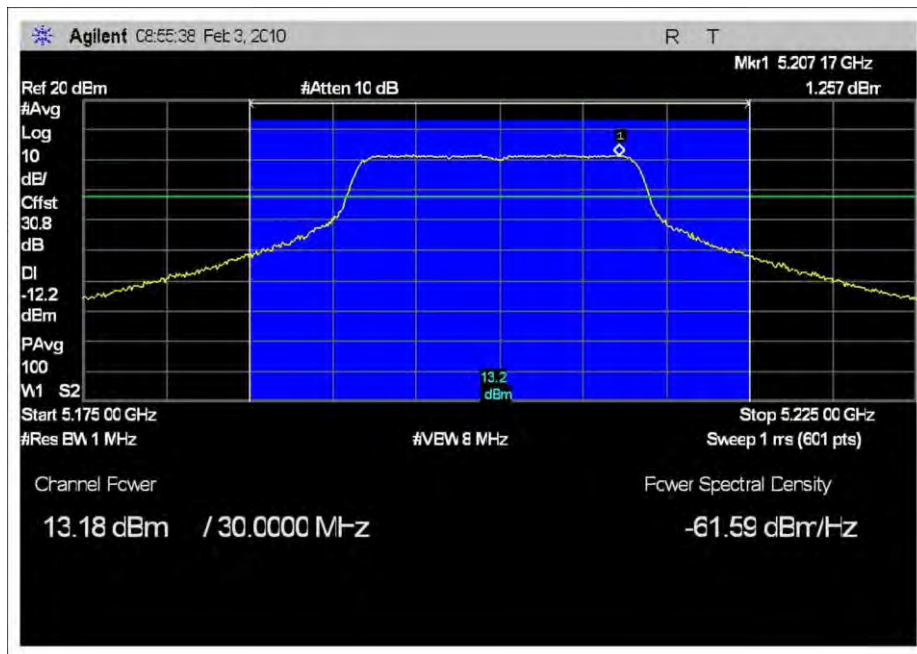 Agilent 08:55:38 Feb 3, 2010 R T
Mkr1 5.207 17 GHz
Ref 20 dBm #Atten 10 dB 1.257 dBm
#Avg
Log
10
dB/
Offst
30.8
dB
DI
-12.2
dBm
PAvg
100
W1 S2
1
13.2
dBm
Start 5.175 00 GHz Stop 5.225 00 GHz
#Res BW 1 MHz #VBW 8 MHz Sweep 1 ms (601 pts)
Channel Power Power Spectral Density
13.18 dBm / 30.0000 MHz -61.59 dBm/Hz